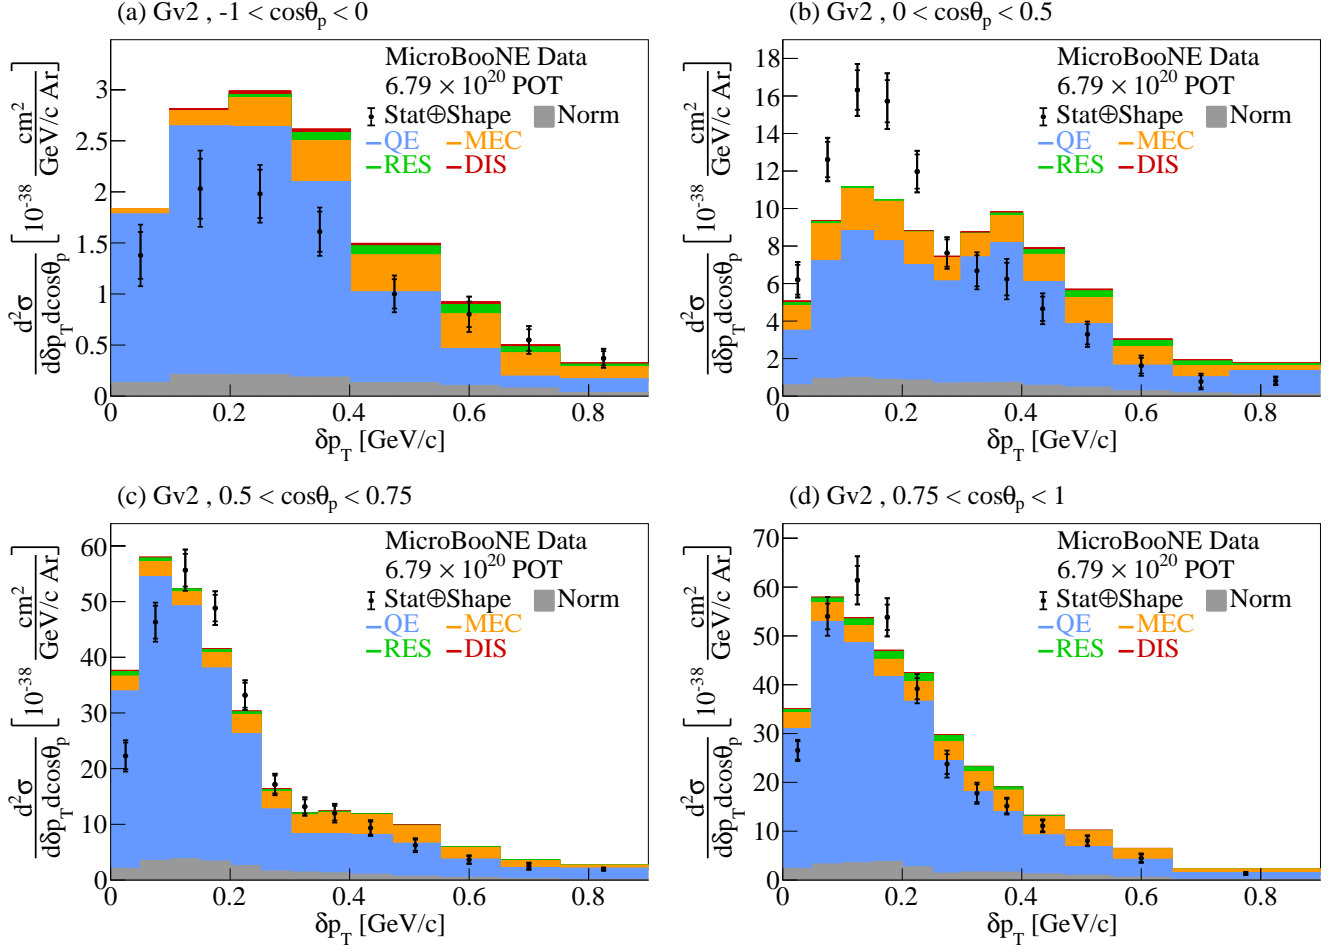 (a) Gv2 , -1 < cosθp < 0
d²σ / dδpT dcosθp [10⁻³⁸ cm² / GeV/c Ar]
MicroBooNE Data
6.79 × 10²⁰ POT
Stat⊕Shape Norm
QE MEC
RES DIS
3
2.5
2
1.5
1
0.5
0
0 0.2 0.4 0.6 0.8
δpT [GeV/c]
(b) Gv2 , 0 < cosθp < 0.5
d²σ / dδpT dcosθp [10⁻³⁸ cm² / GeV/c Ar]
MicroBooNE Data
6.79 × 10²⁰ POT
Stat⊕Shape Norm
QE MEC
RES DIS
18
16
14
12
10
8
6
4
2
0
0 0.2 0.4 0.6 0.8
δpT [GeV/c]
(c) Gv2 , 0.5 < cosθp < 0.75
d²σ / dδpT dcosθp [10⁻³⁸ cm² / GeV/c Ar]
MicroBooNE Data
6.79 × 10²⁰ POT
Stat⊕Shape Norm
QE MEC
RES DIS
60
50
40
30
20
10
0
0 0.2 0.4 0.6 0.8
δpT [GeV/c]
(d) Gv2 , 0.75 < cosθp < 1
d²σ / dδpT dcosθp [10⁻³⁸ cm² / GeV/c Ar]
MicroBooNE Data
6.79 × 10²⁰ POT
Stat⊕Shape Norm
QE MEC
RES DIS
70
60
50
40
30
20
10
0
0 0.2 0.4 0.6 0.8
δpT [GeV/c]